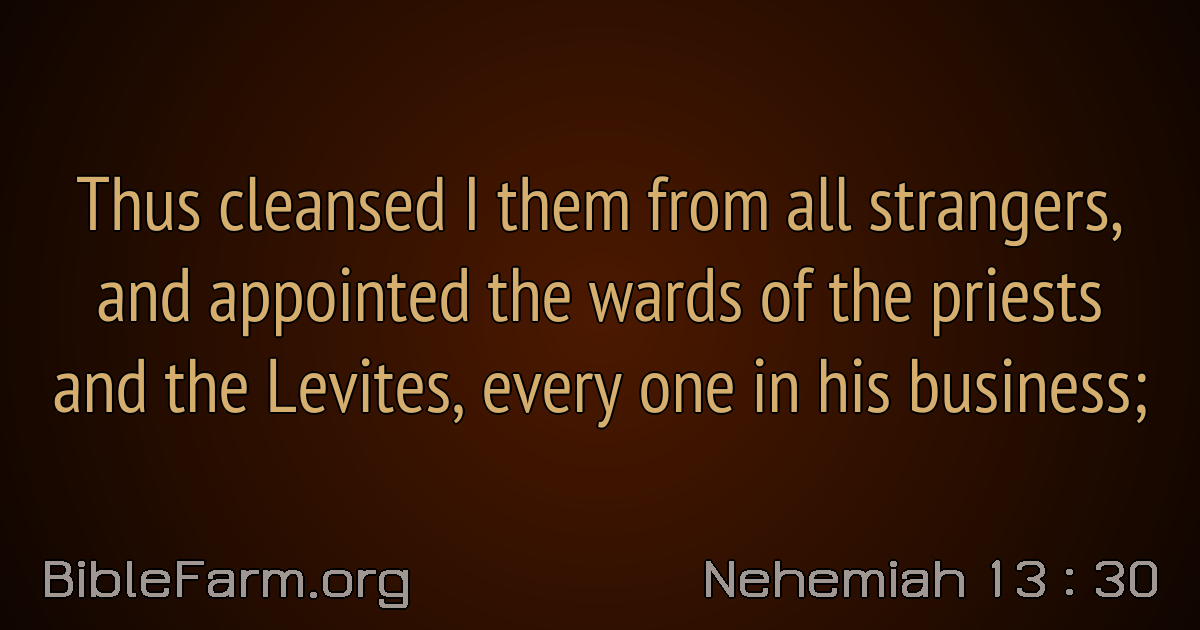 Thus cleansed I them from all strangers,
and appointed the wards of the priests
and the Levites, every one in his business;
BibleFarm.org
Nehemiah 13 : 30